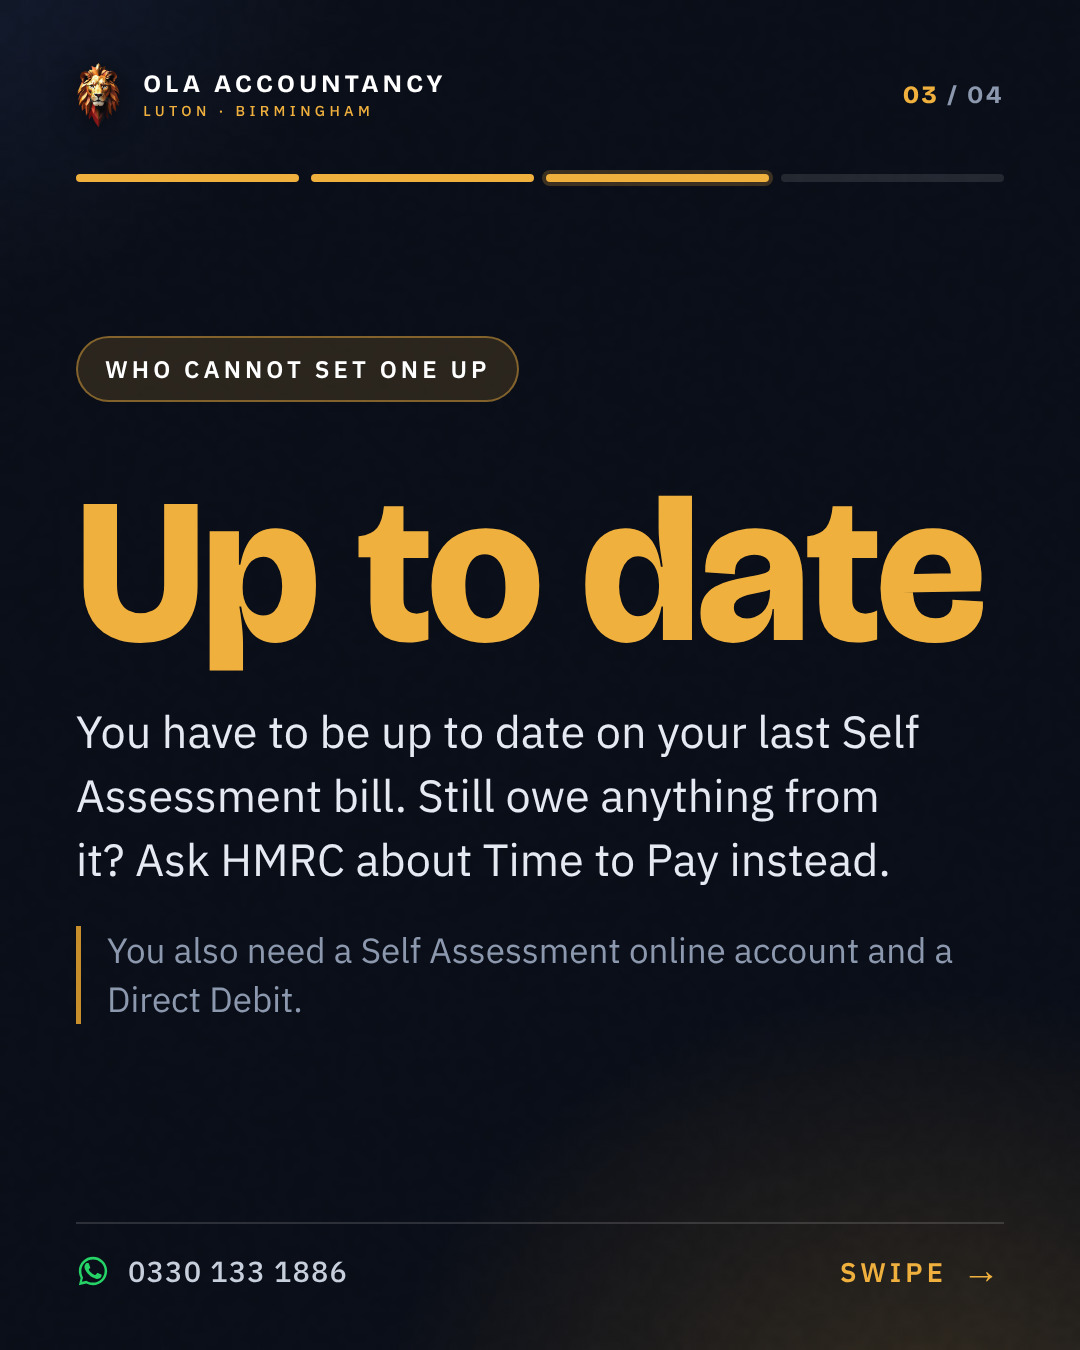 OLA ACCOUNTANCY
LUTON · BIRMINGHAM
03 / 04
WHO CANNOT SET ONE UP
Up to date
You have to be up to date on your last Self
Assessment bill. Still owe anything from
it? Ask HMRC about Time to Pay instead.
You also need a Self Assessment online account and a
Direct Debit.
0330 133 1886
SWIPE →